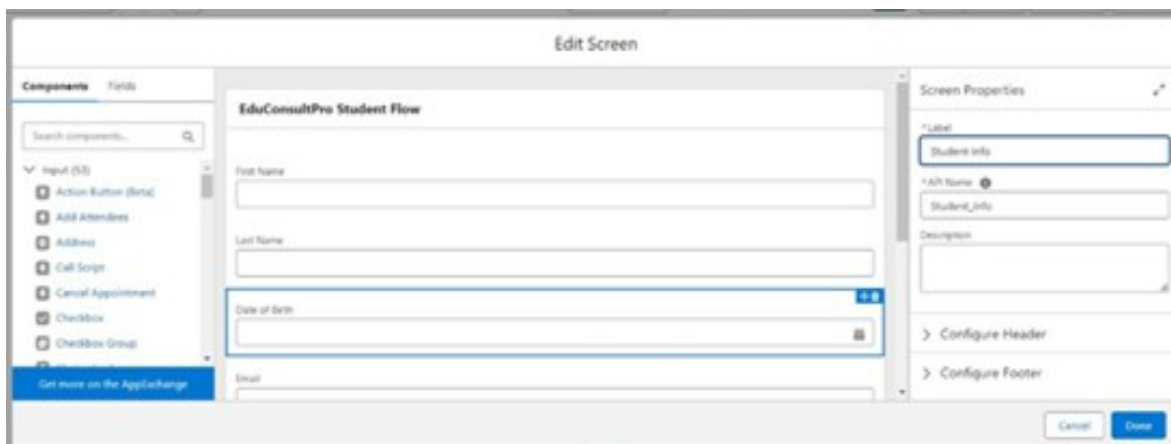 Edit Screen
Components Fields
Search components...
Input (53)
Action Button (Beta)
Add Attendees
Address
Call Script
Cancel Appointment
Checkbox
Checkbox Group
Get more on the AppExchange
EduConsultPro Student Flow
First Name
Last Name
Date of Birth
Email
Screen Properties
*Label
Student Info
*API Name
Student_Info
Description
Configure Header
Configure Footer
Cancel Done